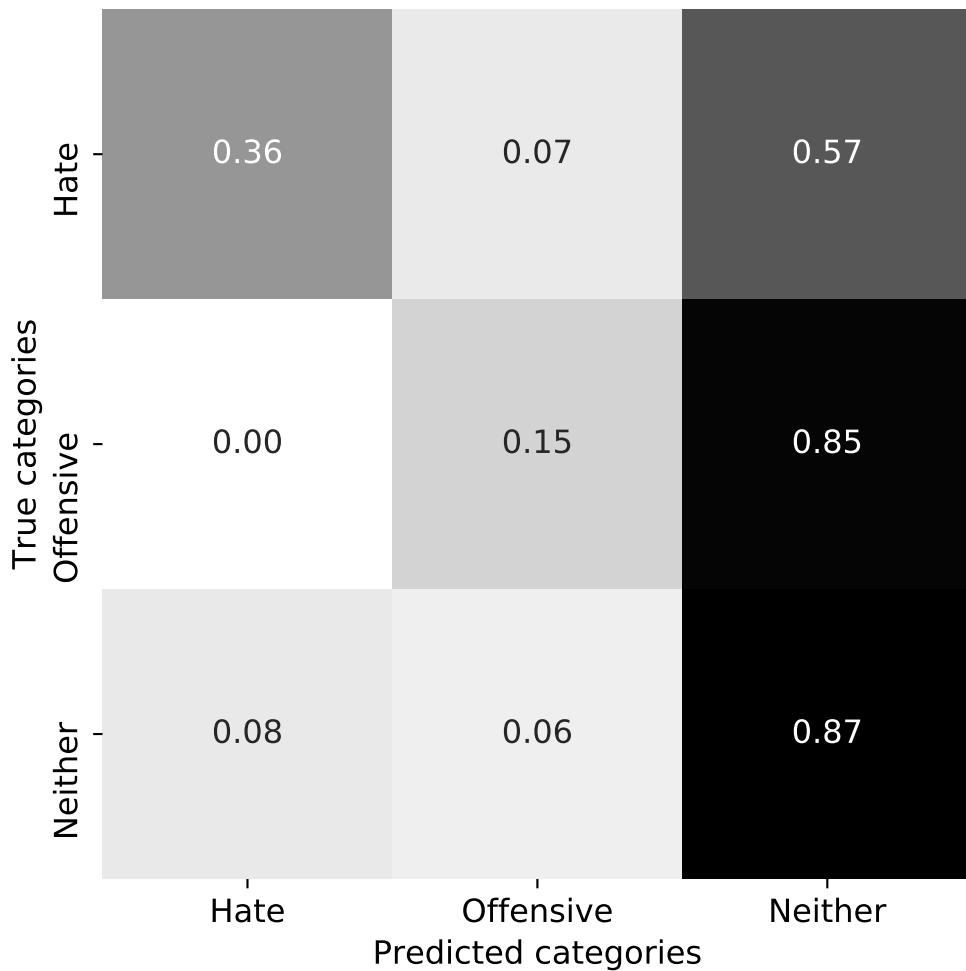 True categories
Hate
0.36 0.07 0.57
Offensive
0.00 0.15 0.85
Neither
0.08 0.06 0.87
Hate Offensive Neither
Predicted categories